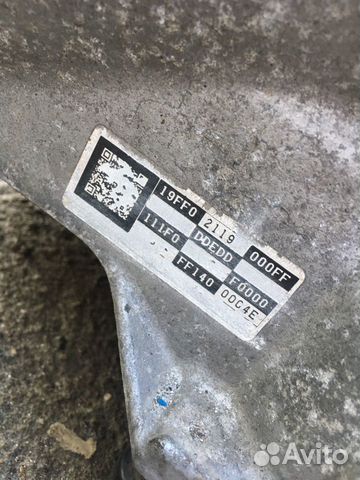 19FF0 2119 000FF
111F0 DDEDD F0000
FF140 00C4E
Avito